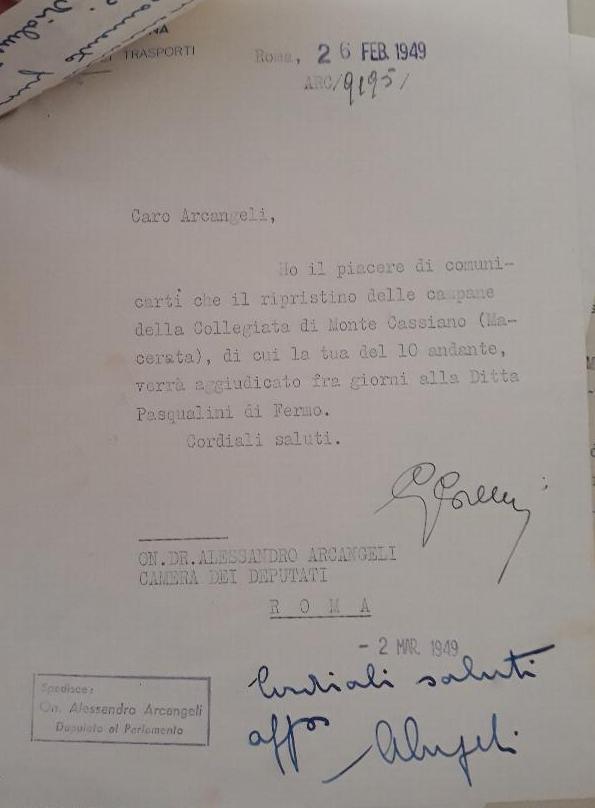 TRASPORTI
Roma, 26 FEB. 1949
ARC/9195/
Caro Arcangeli,
Ho il piacere di comuni-
carti che il ripristino delle campane
della Collegiata di Monte Cassiano (Ma-
cerata), di cui la tua del 10 andante,
verrà aggiudicato fra giorni alla Ditta
Pasqualini di Fermo.
Cordiali saluti.
ON.DR.ALESSANDRO ARCANGELI
CAMERA DEI DEPUTATI
R O M A
- 2 MAR. 1949
Cordiali saluti
affos
Spedisce:
On. Alessandro Arcangeli
Deputato al Parlamento